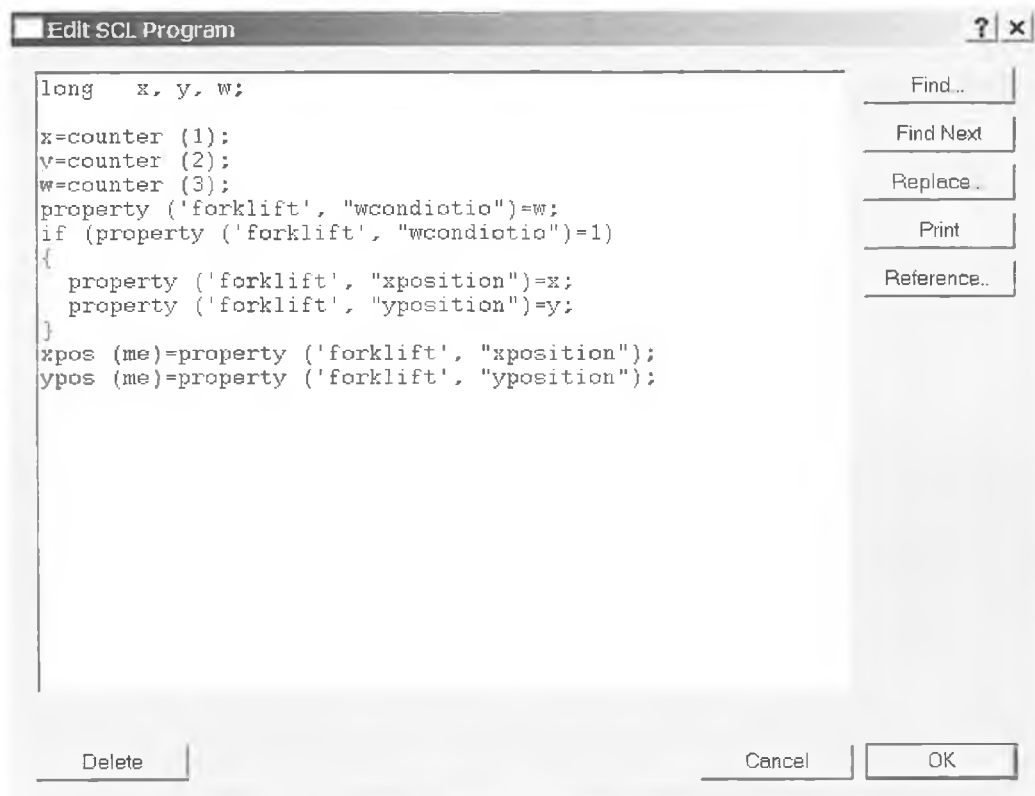 Edit SCL Program
? ×
long x, y, w;
x=counter (1);
y=counter (2);
w=counter (3);
property ('forklift', "wcondiotio")=w;
if (property ('forklift', "wcondiotio")=1)
{
property ('forklift', "xposition")=x;
property ('forklift', "yposition")=y;
}
xpos (me)=property ('forklift', "xposition");
ypos (me)=property ('forklift', "yposition");
Find...
Find Next
Replace..
Print
Reference..
Delete
Cancel
OK